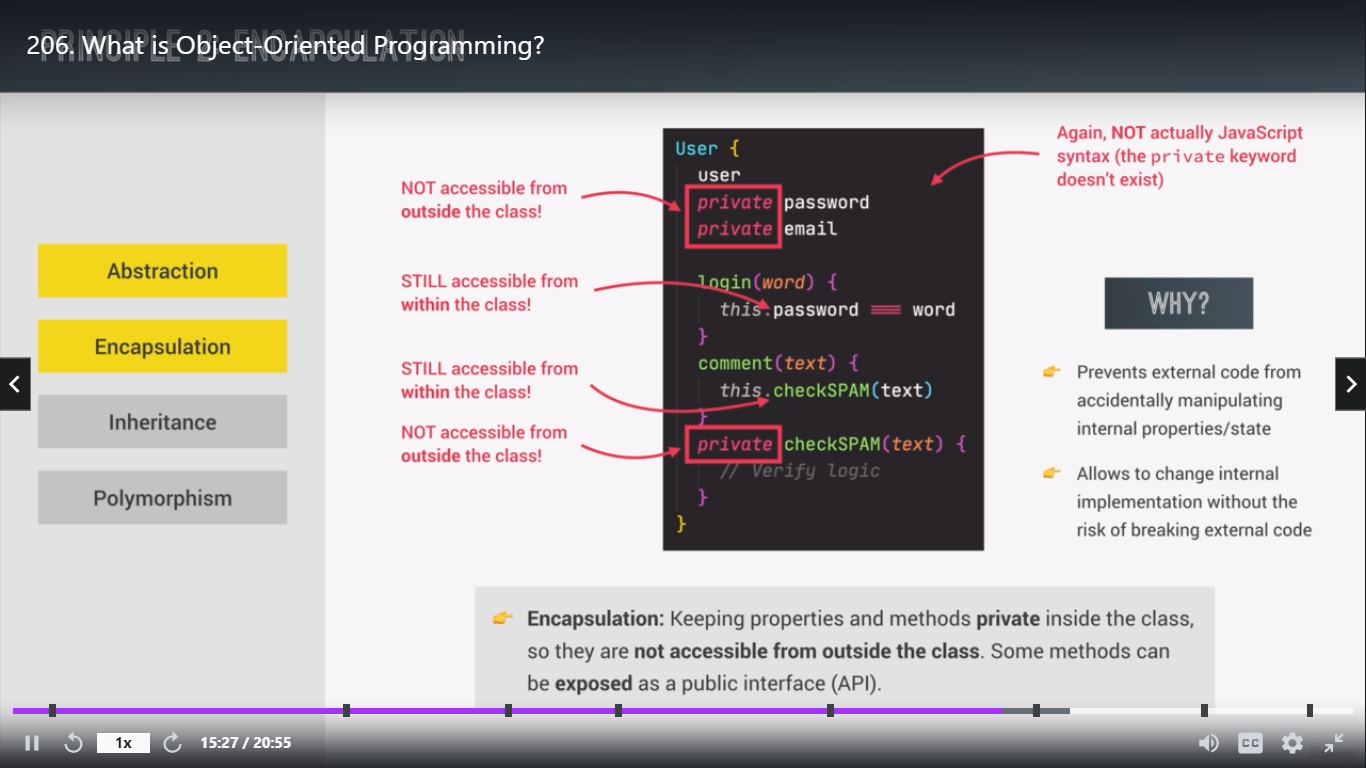 206. What is Object-Oriented Programming?
PRINCIPLE 2: ENCAPSULATION
Abstraction
Encapsulation
Inheritance
Polymorphism
NOT accessible from
outside the class!
STILL accessible from
within the class!
STILL accessible from
within the class!
NOT accessible from
outside the class!
User {
user
private password
private email
login(word) {
this.password === word
}
comment(text) {
this.checkSPAM(text)
}
private checkSPAM(text) {
// Verify logic
}
}
Again, NOT actually JavaScript
syntax (the private keyword
doesn't exist)
WHY?
👉 Prevents external code from
accidentally manipulating
internal properties/state
👉 Allows to change internal
implementation without the
risk of breaking external code
👉 Encapsulation: Keeping properties and methods private inside the class,
so they are not accessible from outside the class. Some methods can
be exposed as a public interface (API).
1x
15:27 / 20:55
CC